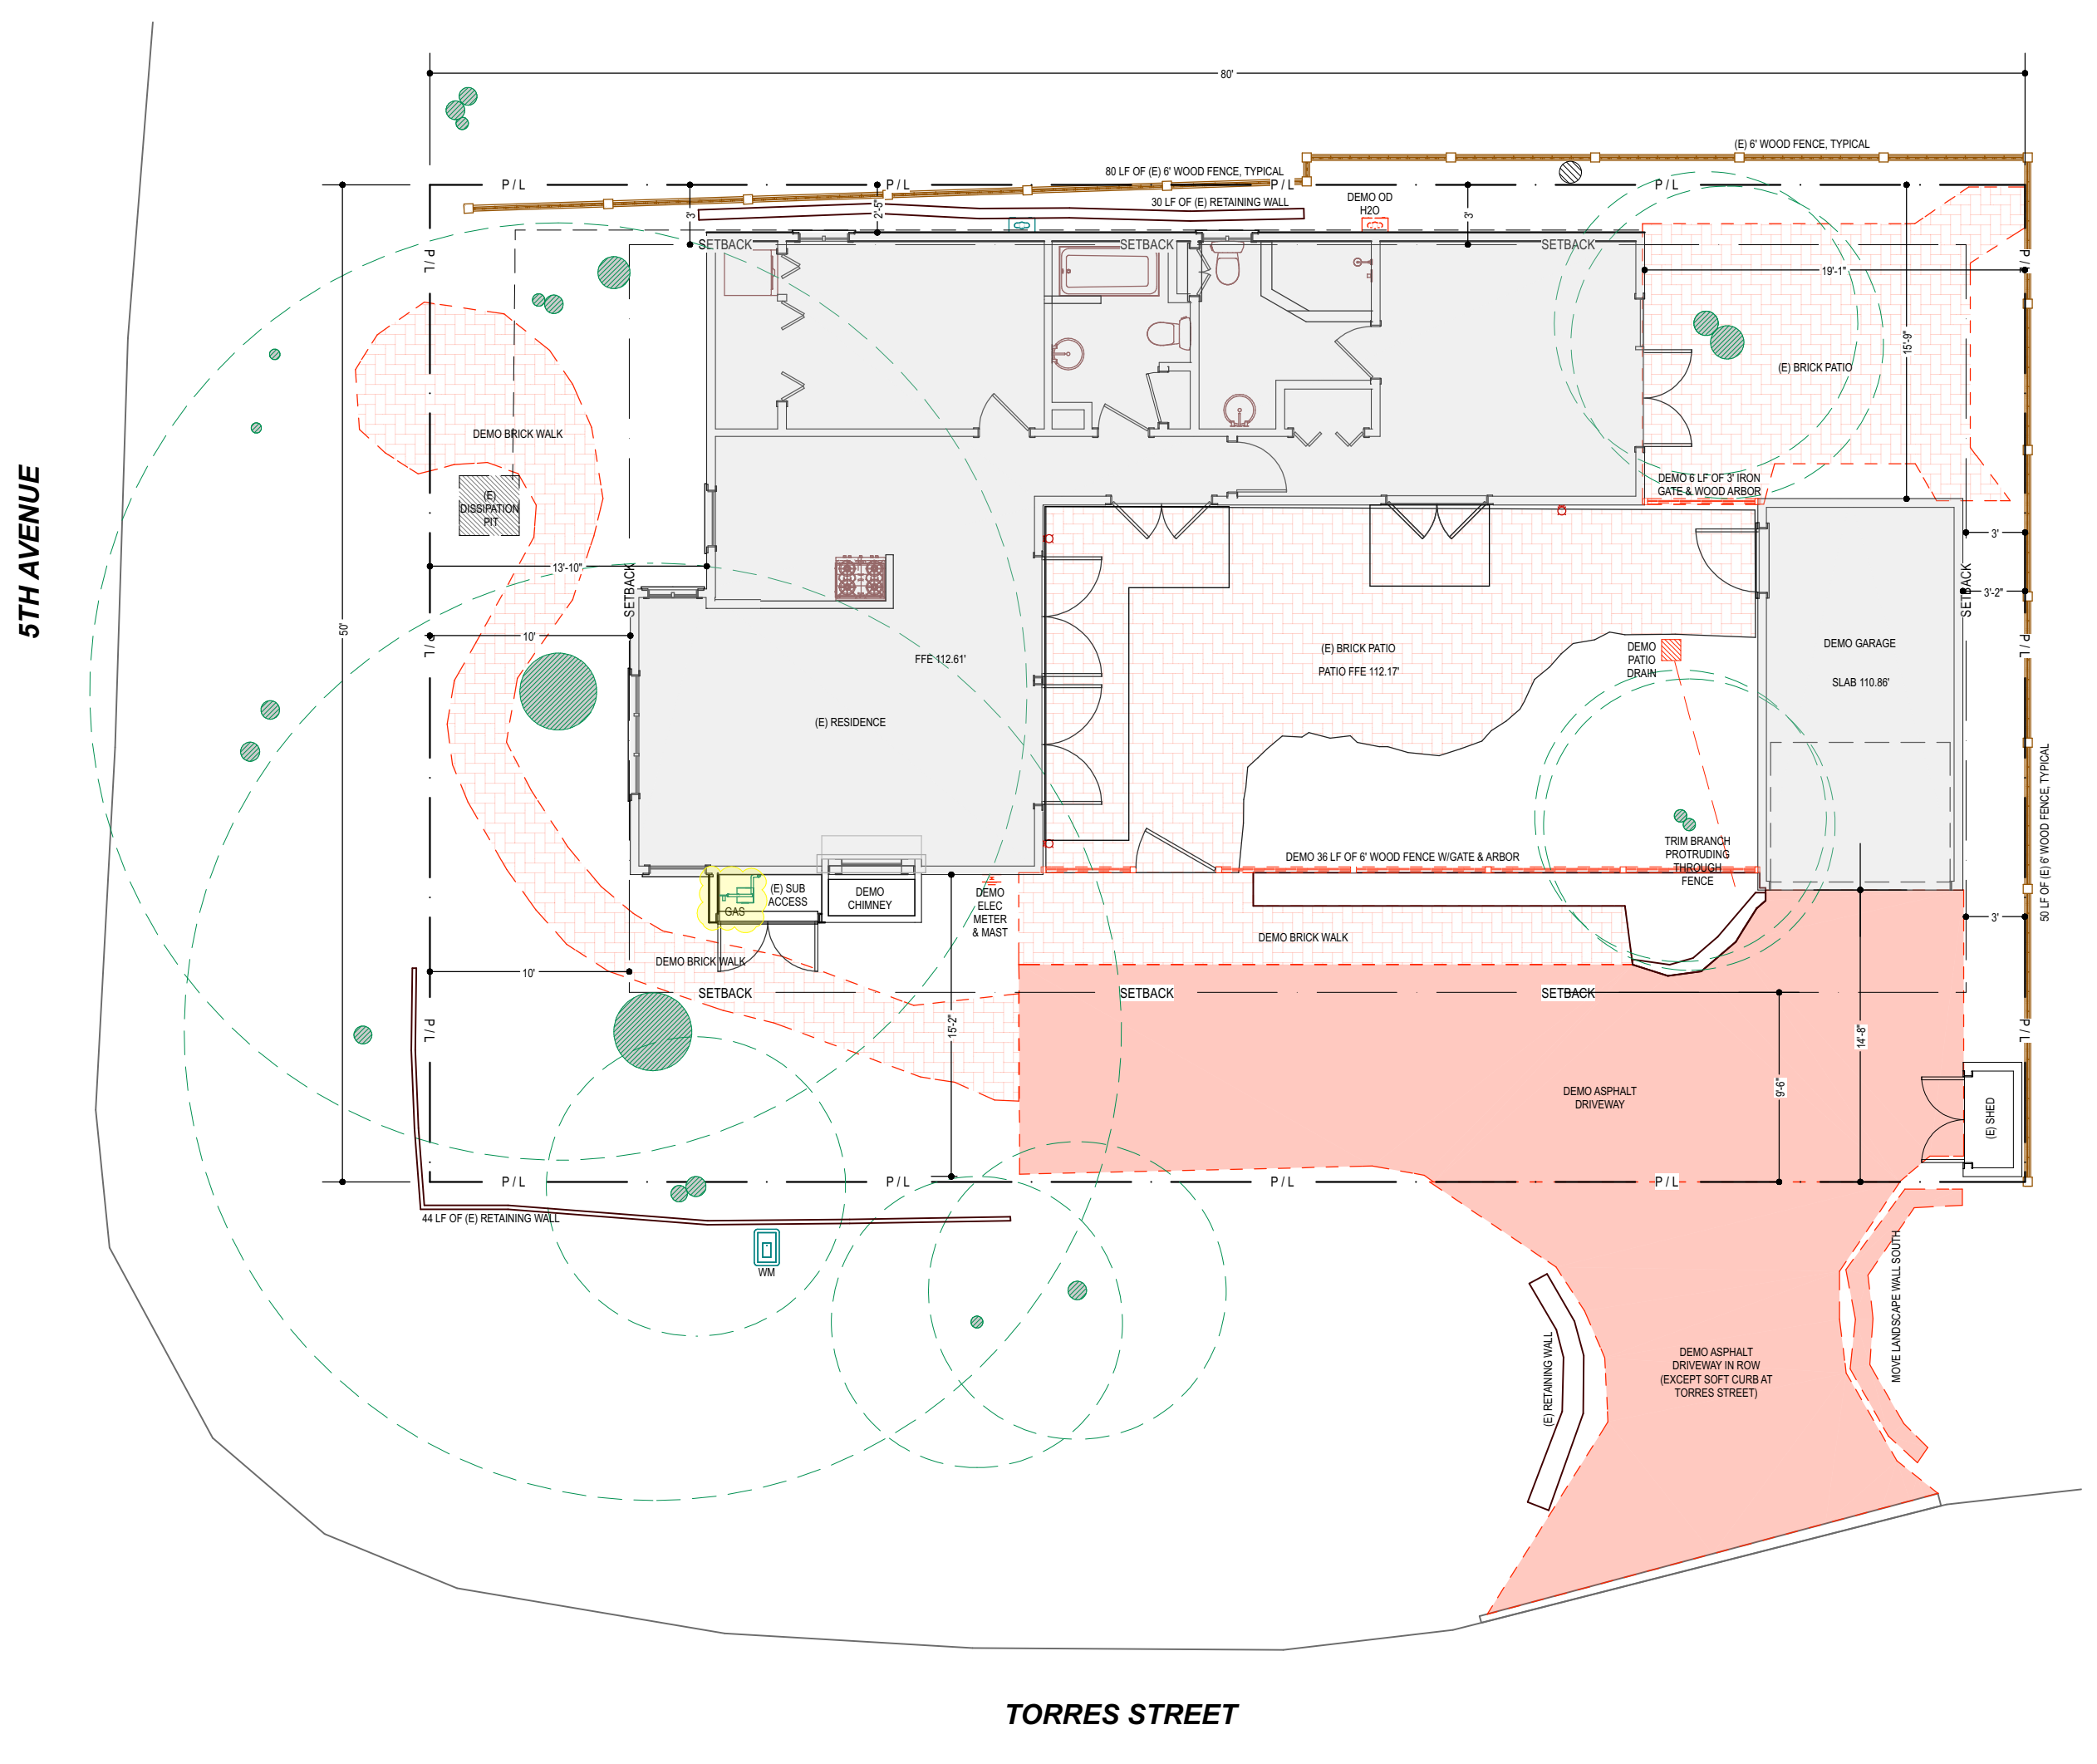 80'
(E) 6' WOOD FENCE, TYPICAL
80 LF OF (E) 6' WOOD FENCE, TYPICAL
P / L
P / L
P / L
P / L
30 LF OF (E) RETAINING WALL
DEMO OD
H2O
3'
2'-5"
3'
SETBACK
SETBACK
SETBACK
P / L
P / L
19'-1"
15'-9"
(E) BRICK PATIO
DEMO BRICK WALK
DEMO 6 LF OF 3' IRON
GATE & WOOD ARBOR
(E)
DISSIPATION
PIT
5TH AVENUE
3'
13'-10"
SETBACK
SETBACK
3'-2"
50'
10'
P / L
P / L
FFE 112.61'
(E) BRICK PATIO
PATIO FFE 112.17'
DEMO
PATIO
DRAIN
DEMO GARAGE
SLAB 110.86'
(E) RESIDENCE
50 LF OF (E) 6' WOOD FENCE, TYPICAL
TRIM BRANCH
PROTRUDING
THROUGH
FENCE
DEMO 36 LF OF 6' WOOD FENCE W/GATE & ARBOR
(E) SUB
ACCESS
GAS
DEMO
CHIMNEY
DEMO
ELEC
METER
& MAST
3'
DEMO BRICK WALK
DEMO BRICK WALK
10'
SETBACK
SETBACK
SETBACK
P / L
P / L
15'-2"
14'-8"
9'-6"
DEMO ASPHALT
DRIVEWAY
(E) SHED
P / L
P / L
P / L
P / L
44 LF OF (E) RETAINING WALL
WM
MOVE LANDSCAPE WALL SOUTH
(E) RETAINING WALL
DEMO ASPHALT
DRIVEWAY IN ROW
(EXCEPT SOFT CURB AT
TORRES STREET)
TORRES STREET